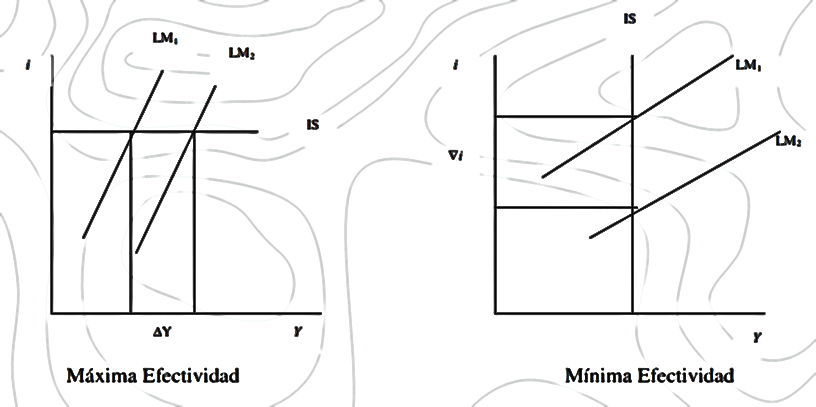 LM₁
LM₂
i
IS
ΔY
Y
Máxima Efectividad
IS
i
LM₁
LM₂
∇i
Y
Mínima Efectividad